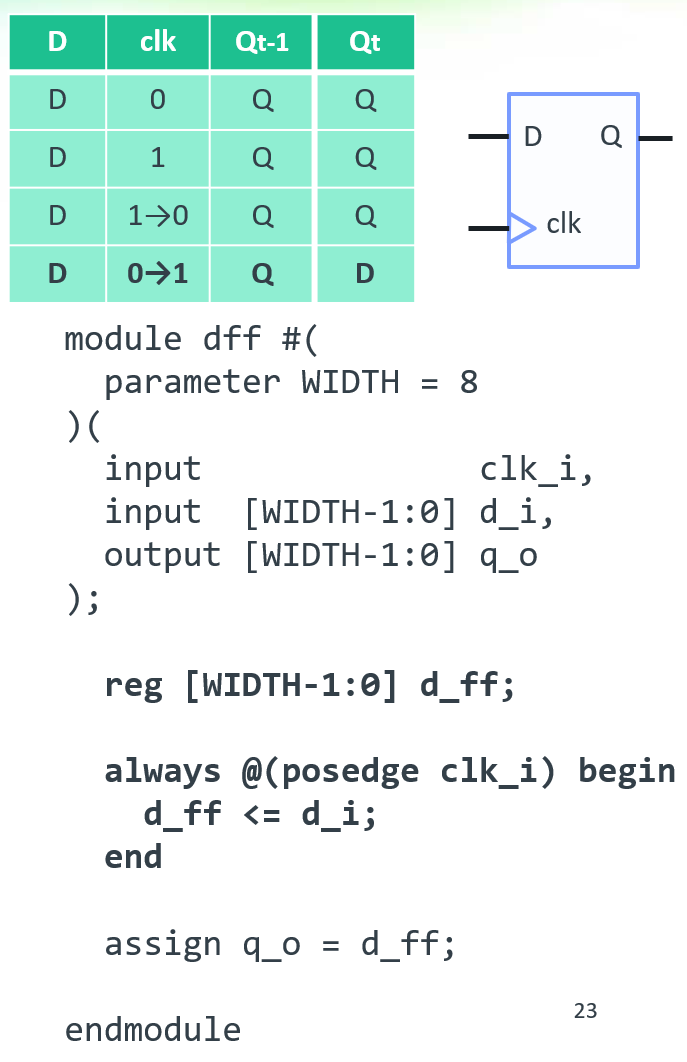 D clk Qt-1 Qt
D 0 Q Q
D 1 Q Q
D 1→0 Q Q
D 0→1 Q D
D Q
clk
module dff #(
  parameter WIDTH = 8
)(
  input              clk_i,
  input  [WIDTH-1:0] d_i,
  output [WIDTH-1:0] q_o
);
  reg [WIDTH-1:0] d_ff;
  always @(posedge clk_i) begin
    d_ff <= d_i;
  end
  assign q_o = d_ff;
endmodule
23